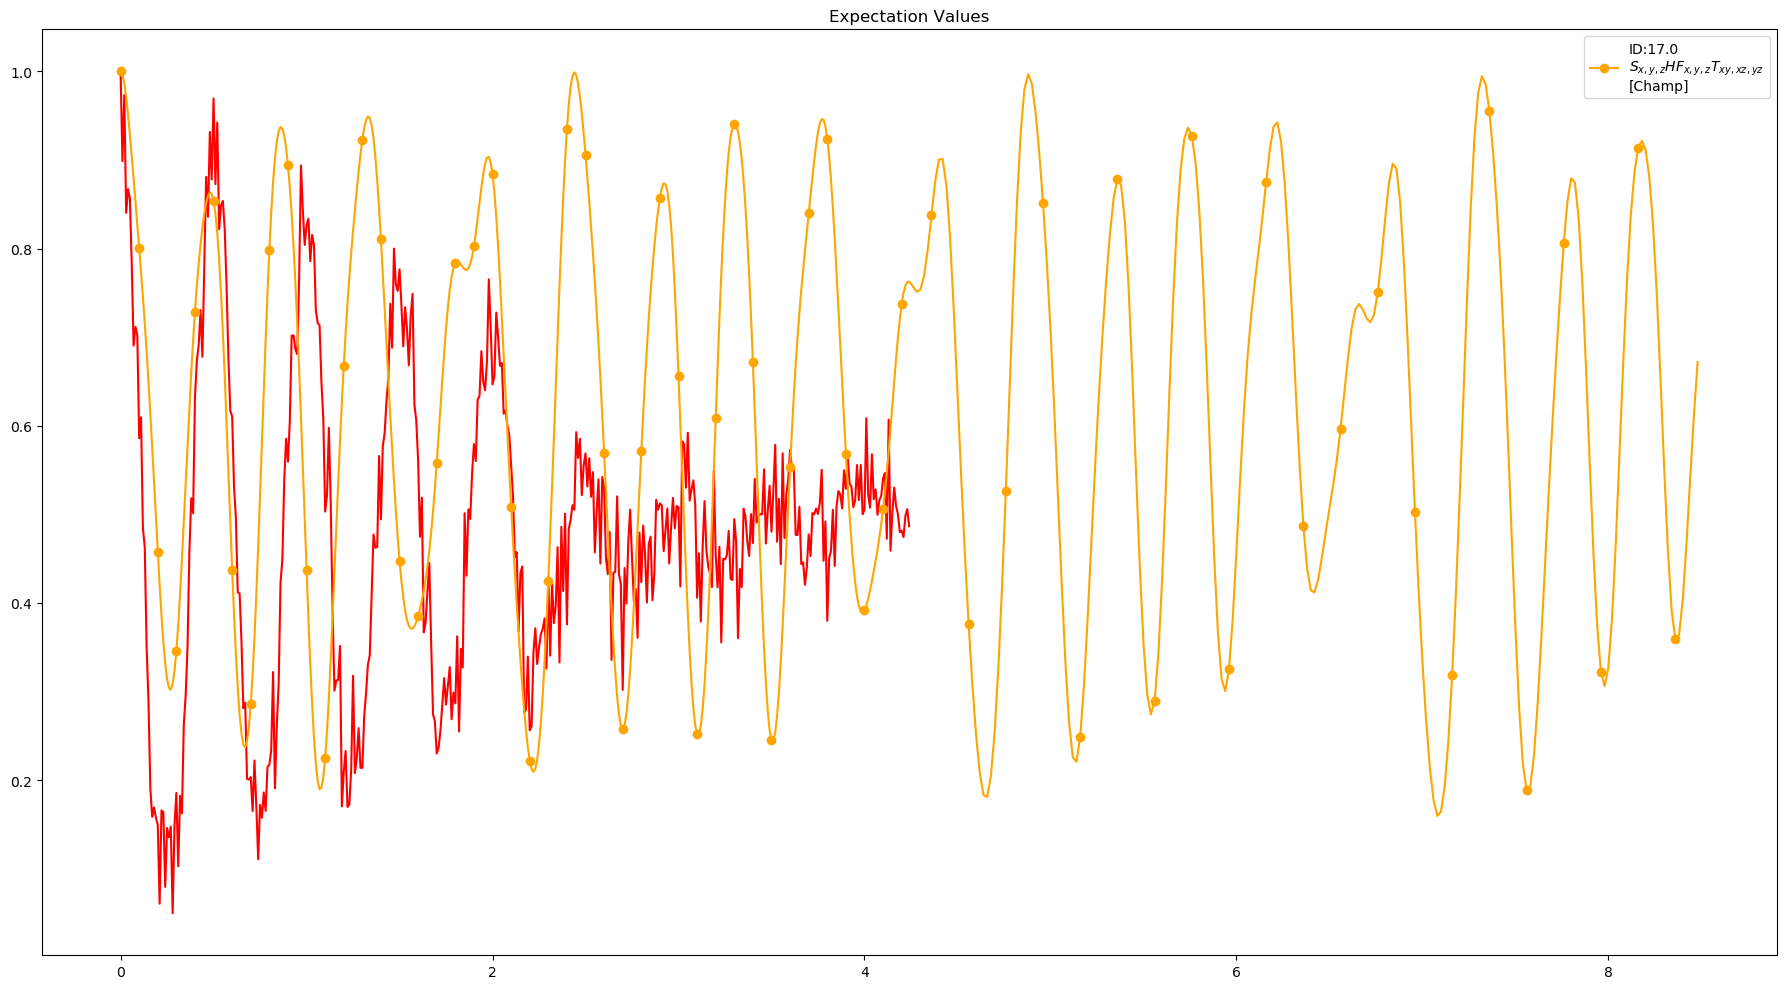 Expectation Values
ID:17.0
S_{x,y,z}HF_{x,y,z}T_{xy,xz,yz}
[Champ]
1.0
0.8
0.6
0.4
0.2
0 2 4 6 8